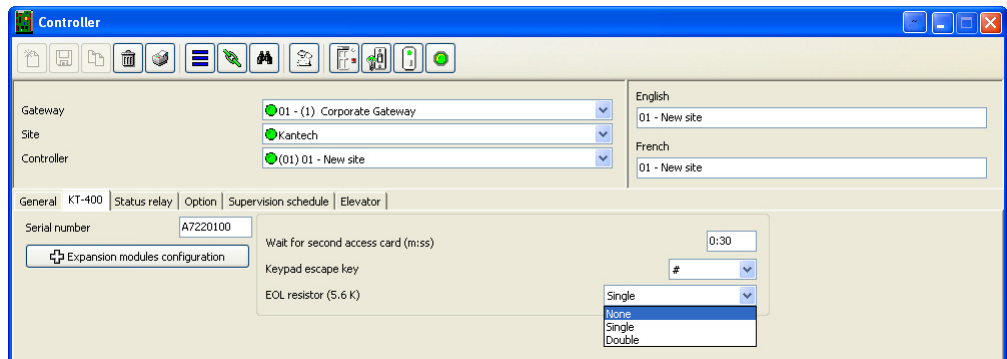 Controller
English
Gateway 01 - (1) Corporate Gateway 01 - New site
Site Kantech
French
Controller (01) 01 - New site 01 - New site
General KT-400 Status relay Option Supervision schedule Elevator
Serial number A7220100
Wait for second access card (m:ss) 0:30
Expansion modules configuration
Keypad escape key #
EOL resistor (5.6 K) Single
None
Single
Double